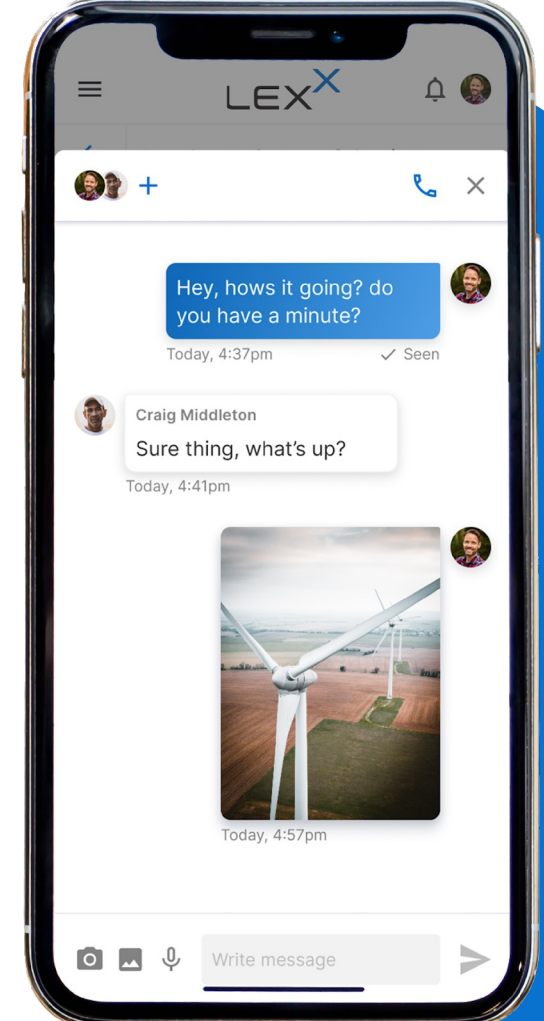 LEXX
Hey, hows it going? do
you have a minute?
Today, 4:37pm
Seen
Craig Middleton
Sure thing, what's up?
Today, 4:41pm
Today, 4:57pm
Write message